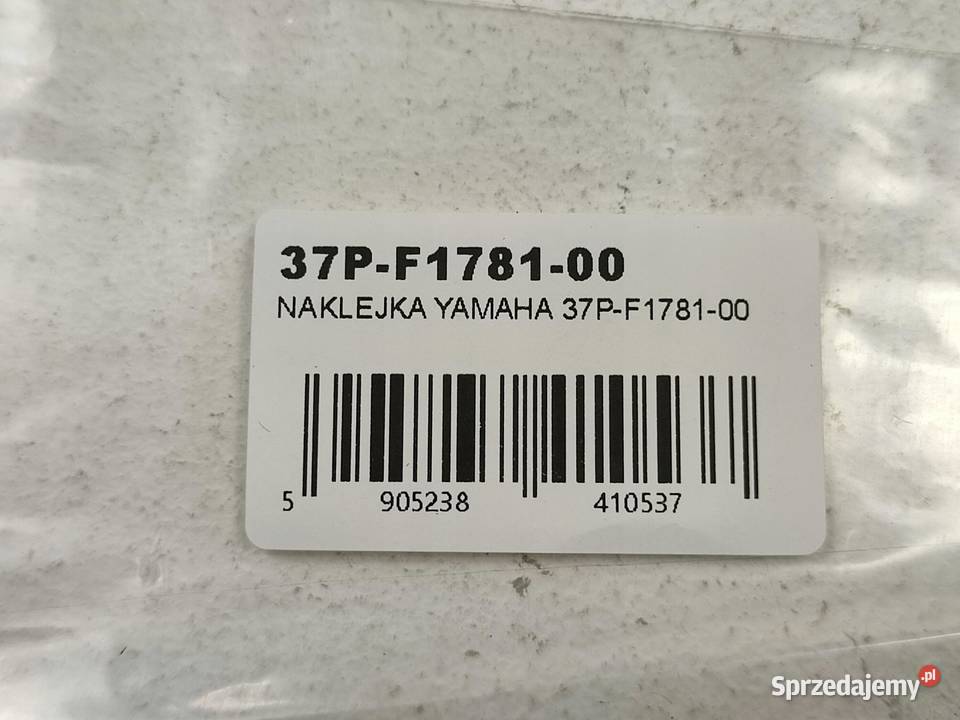 37P-F1781-00
NAKLEJKA YAMAHA 37P-F1781-00
5 905238 410537
Sprzedajemy.pl